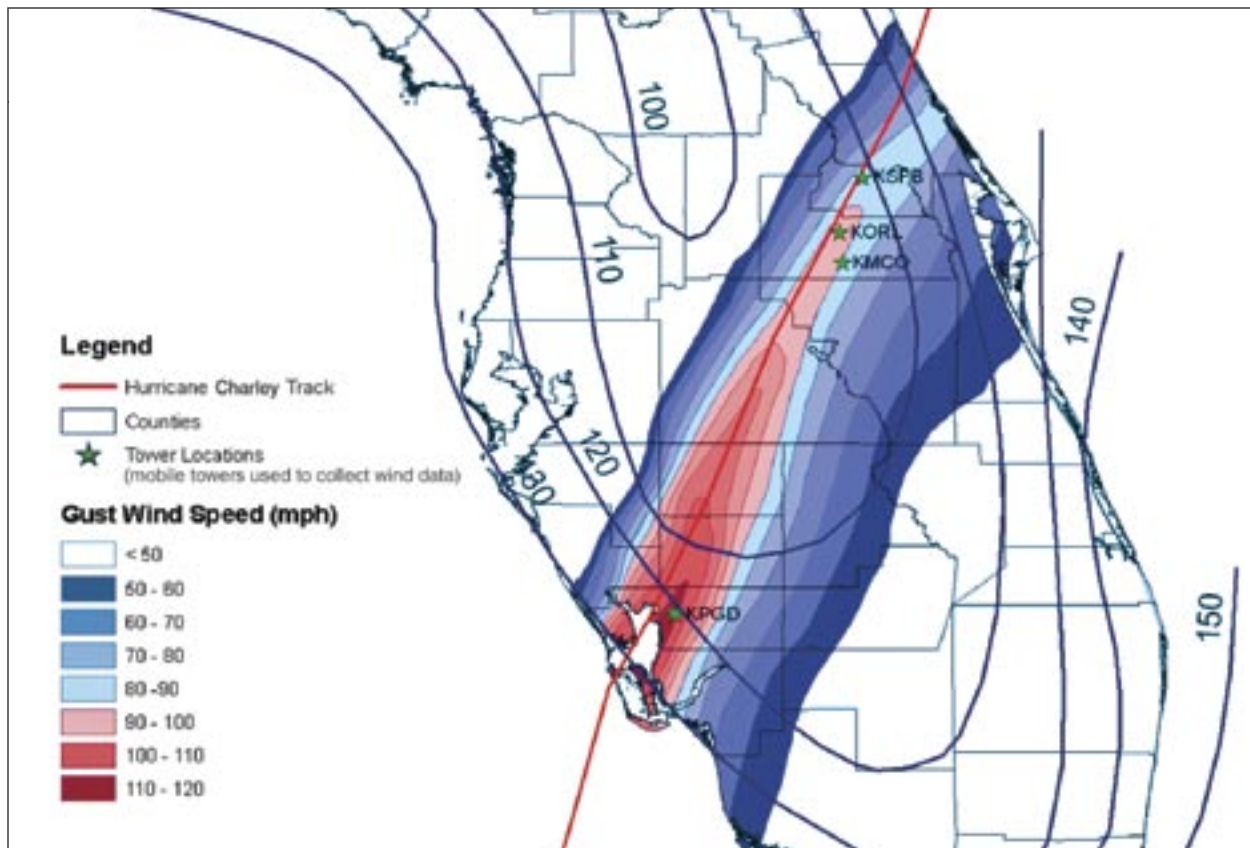 100
KSFB
KORL
KMCO
110
140
120
130
KPGD
150
Legend
Hurricane Charley Track
Counties
Tower Locations
(mobile towers used to collect wind data)
Gust Wind Speed (mph)
< 50
50 - 60
60 - 70
70 - 80
80 -90
90 - 100
100 - 110
110 - 120